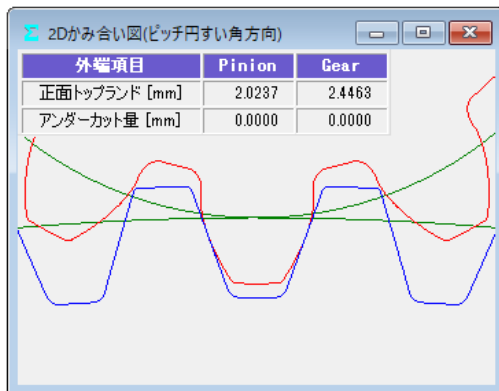 Σ 2Dかみ合い図(ピッチ円すい角方向)
外端項目 Pinion Gear
正面トップランド [mm] 2.0237 2.4463
アンダーカット量 [mm] 0.0000 0.0000